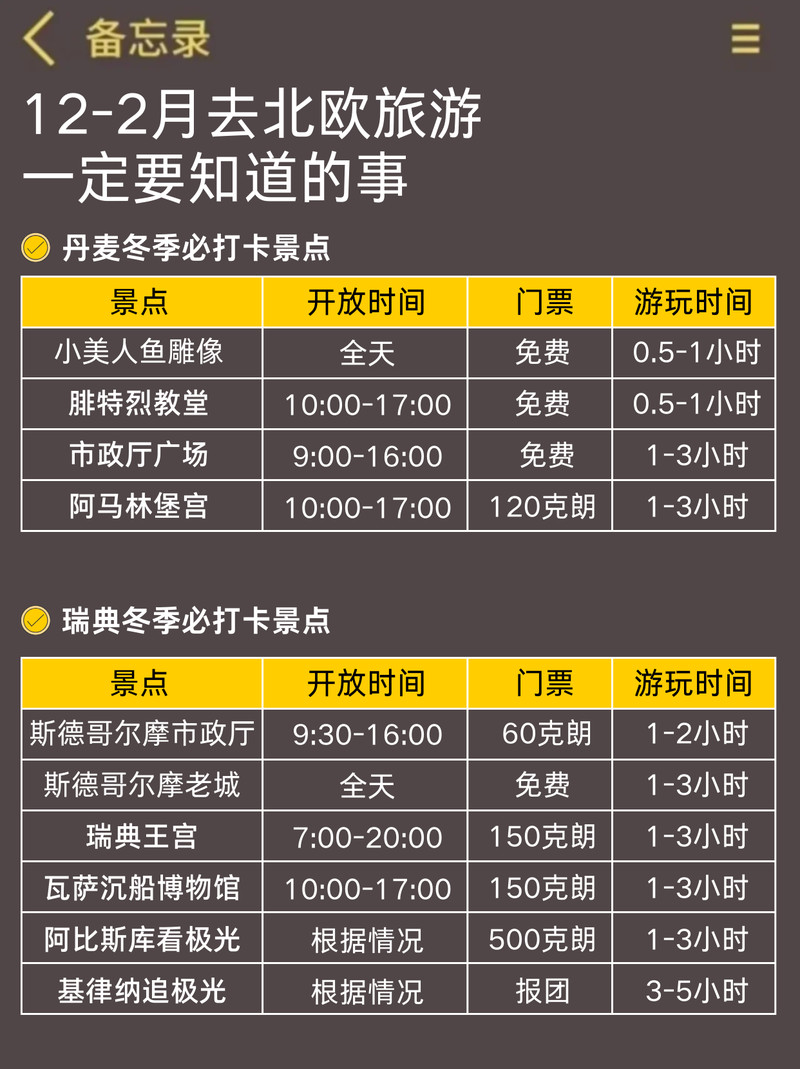 备忘录
12-2月去北欧旅游
一定要知道的事
丹麦冬季必打卡景点
景点 开放时间 门票 游玩时间
小美人鱼雕像 全天 免费 0.5-1小时
腓特烈教堂 10:00-17:00 免费 0.5-1小时
市政厅广场 9:00-16:00 免费 1-3小时
阿马林堡宫 10:00-17:00 120克朗 1-3小时
瑞典冬季必打卡景点
景点 开放时间 门票 游玩时间
斯德哥尔摩市政厅 9:30-16:00 60克朗 1-2小时
斯德哥尔摩老城 全天 免费 1-3小时
瑞典王宫 7:00-20:00 150克朗 1-3小时
瓦萨沉船博物馆 10:00-17:00 150克朗 1-3小时
阿比斯库看极光 根据情况 500克朗 1-3小时
基律纳追极光 根据情况 报团 3-5小时